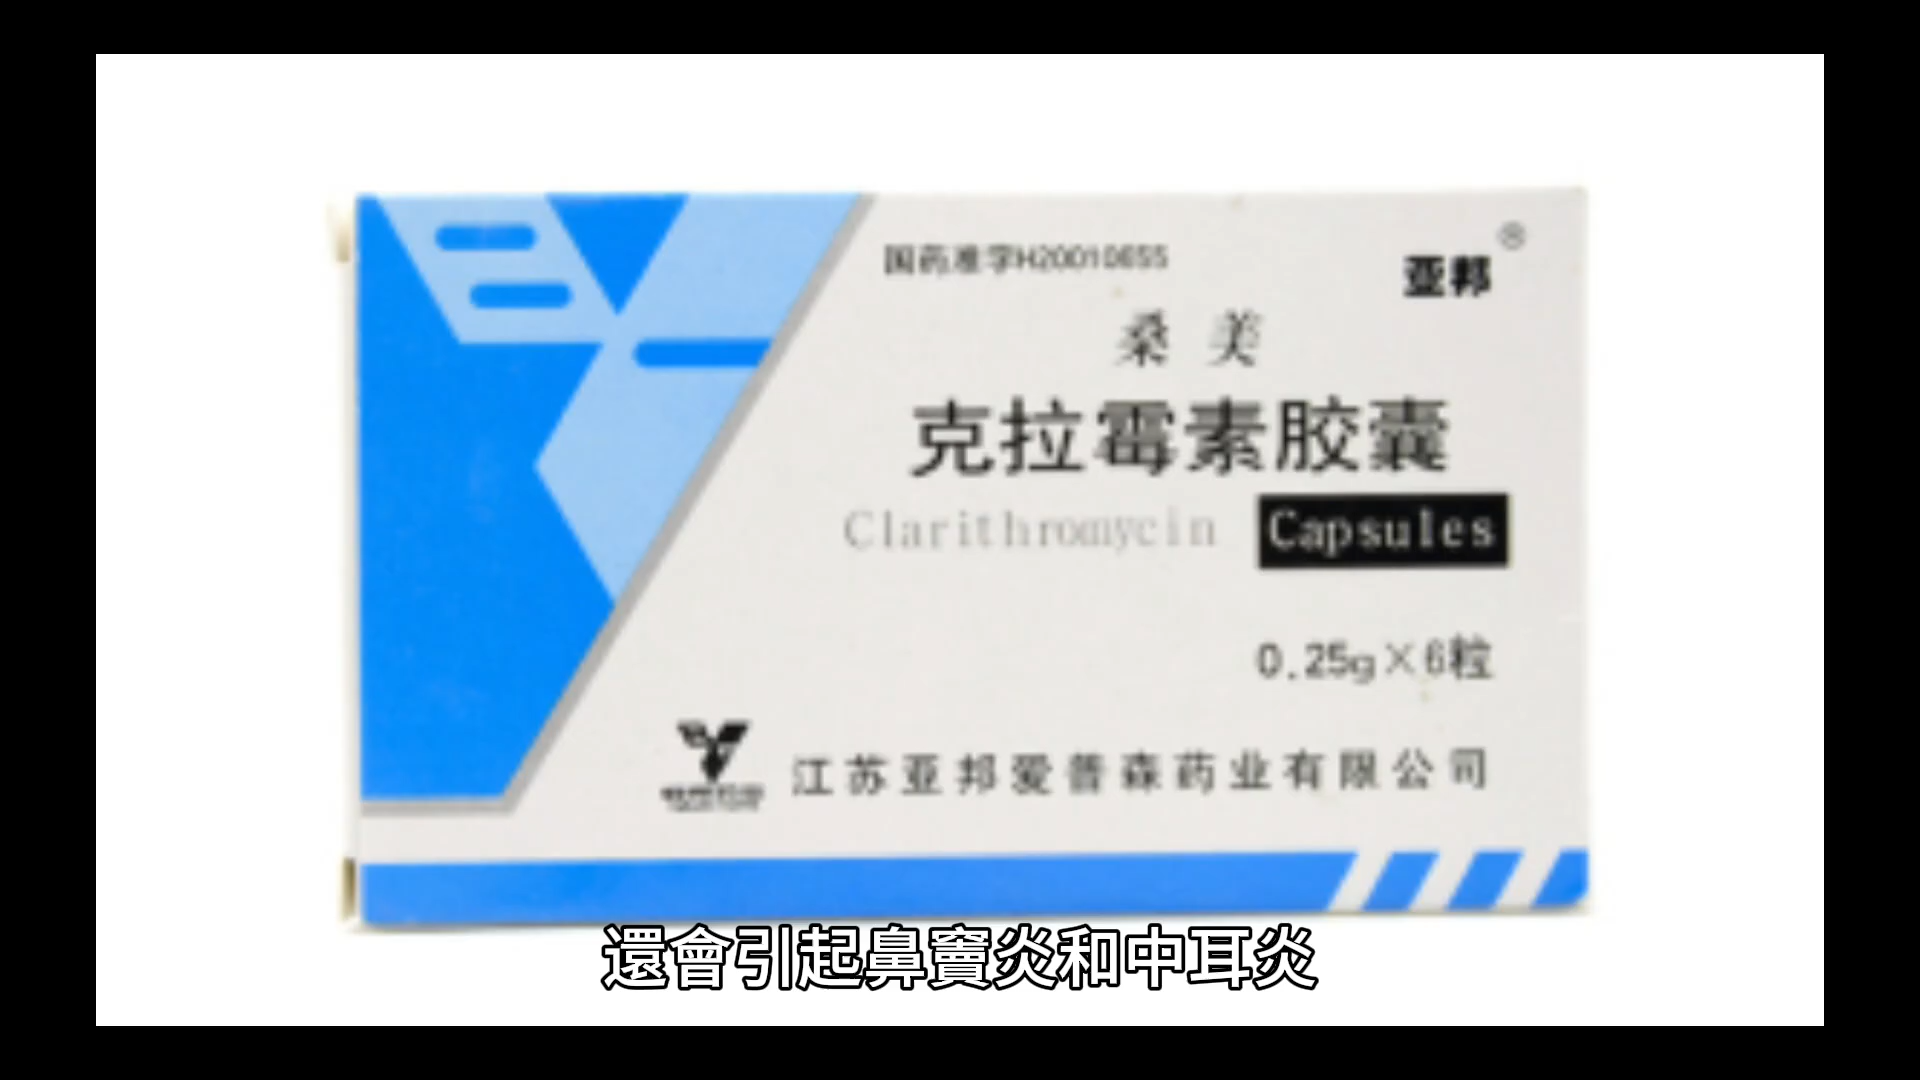 国药准字H20010655
亚邦®
桑美
克拉霉素胶囊
Clarithromycin Capsules
0.25g×6粒
江苏亚邦爱普森药业有限公司
還會引起鼻竇炎和中耳炎